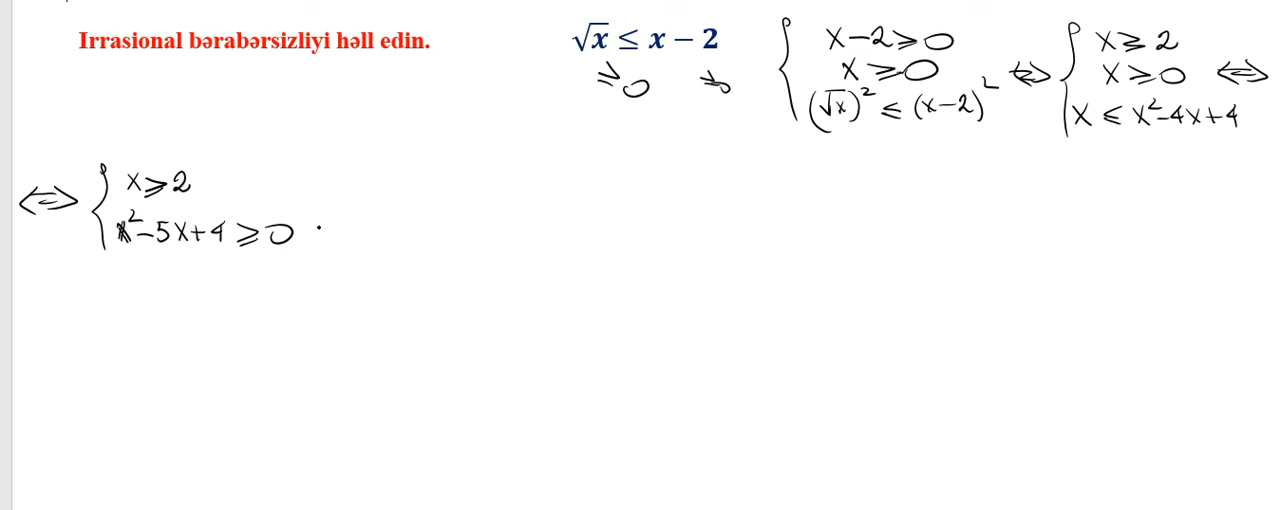 Irrasional bərabərsizliyi həll edin.
√x ≤ x − 2
≥0 ≥0
{ x−2≥0
x≥0
(√x)² ≤ (x−2)²
⇔ { x≥2
x≥0 ⇔
x ≤ x²−4x+4
⇔ { x≥2
x²−5x+4≥0